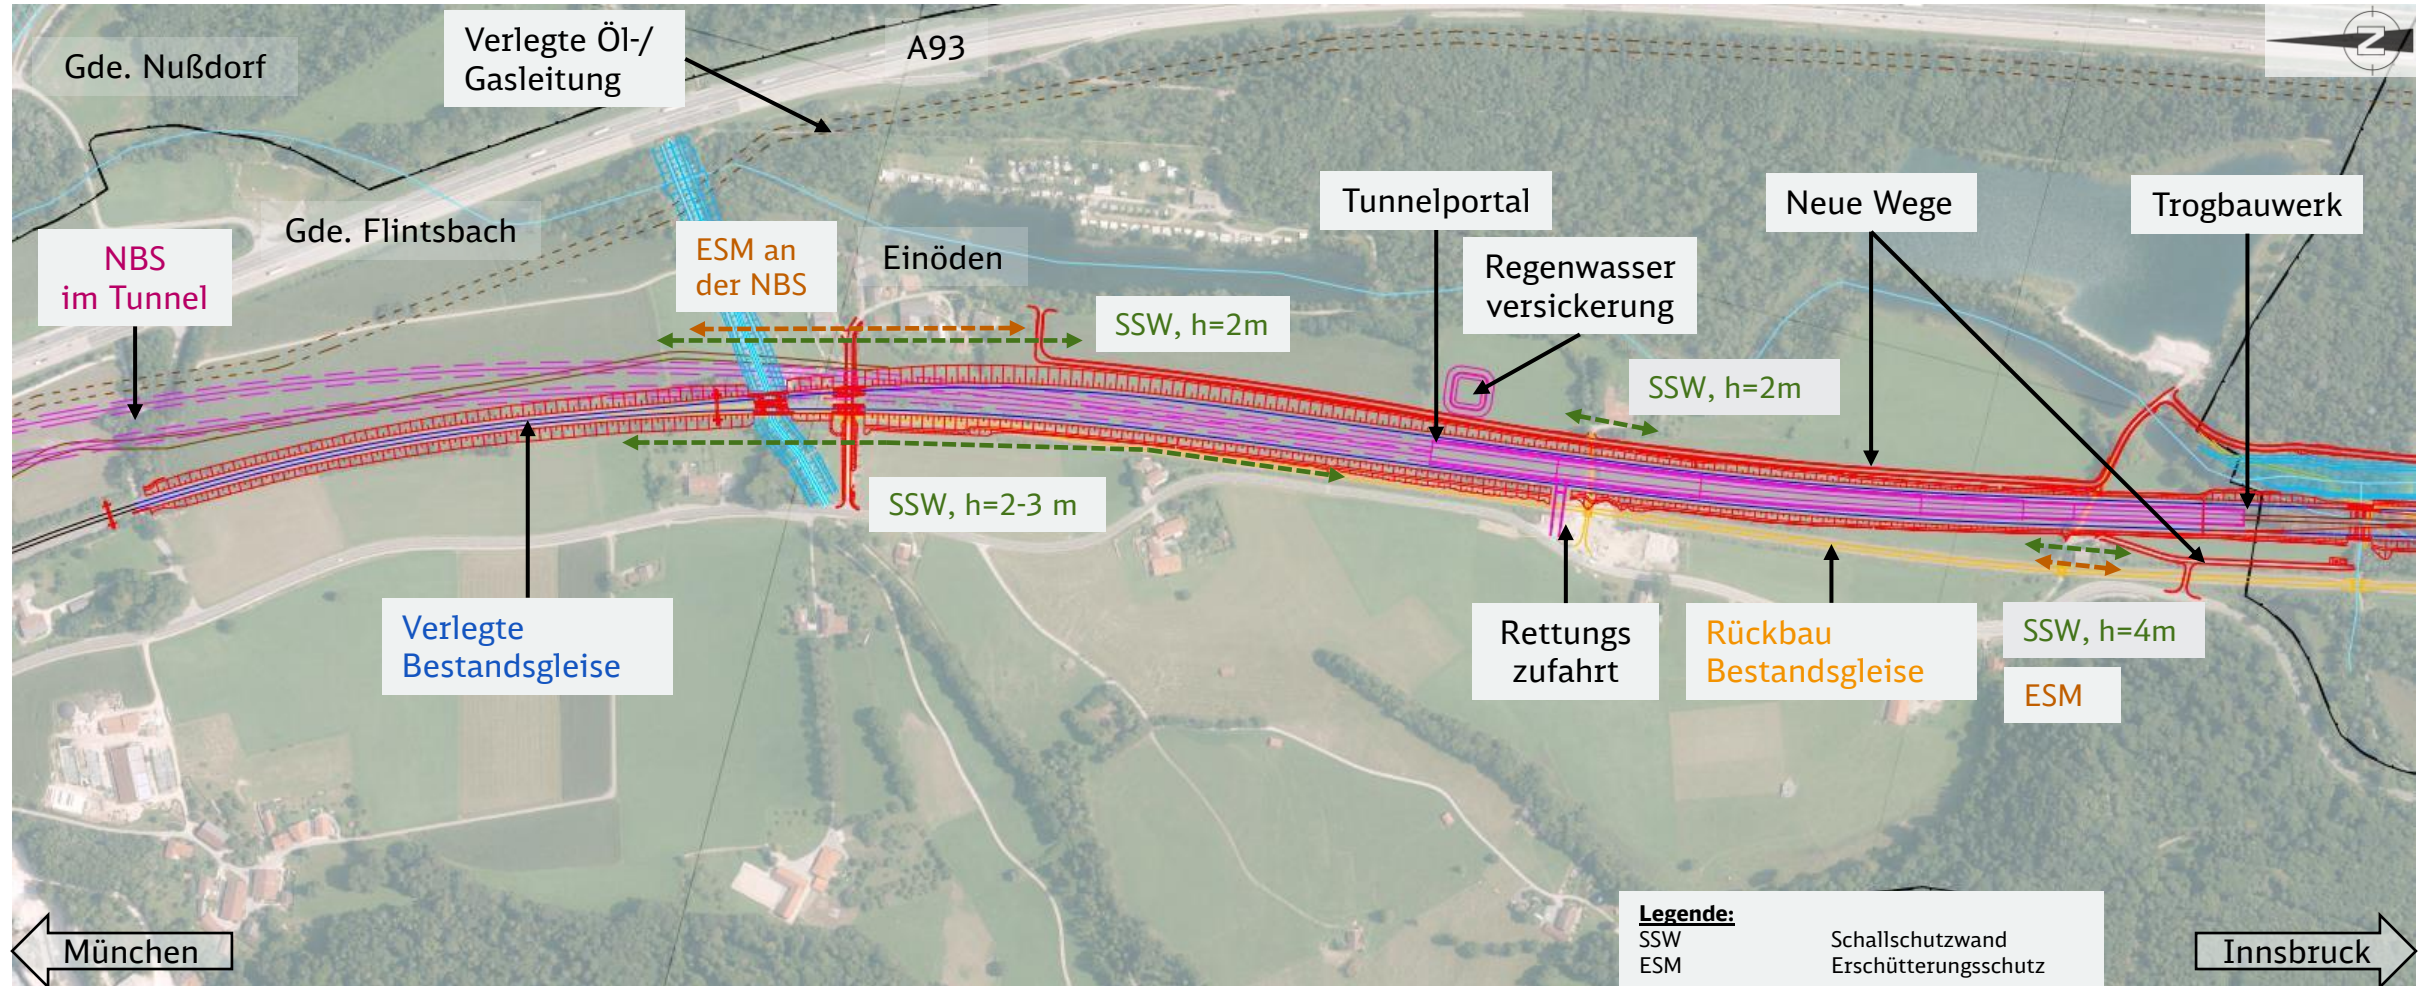 Verlegte Öl-/
Gasleitung
A93
Gde. Nußdorf
N
Gde. Flintsbach
NBS
im Tunnel
ESM an
der NBS
Einöden
Tunnelportal
Neue Wege
Trogbauwerk
Regenwasser
versickerung
SSW, h=2m
SSW, h=2m
SSW, h=2-3 m
Verlegte
Bestandsgleise
Rettungs
zufahrt
Rückbau
Bestandsgleise
SSW, h=4m
ESM
Legende:
SSW Schallschutzwand
ESM Erschütterungsschutz
München
Innsbruck